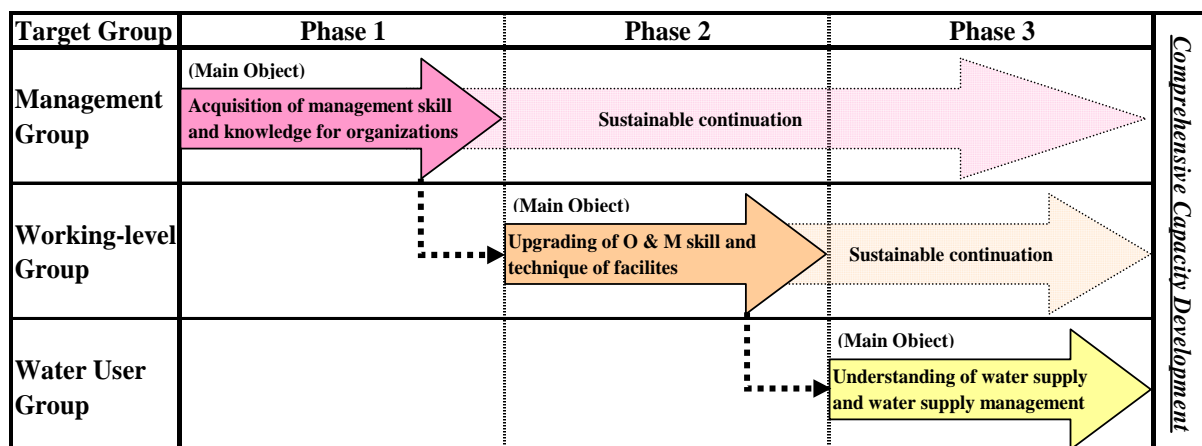 Target Group Phase 1 Phase 2 Phase 3
Management
Group
(Main Object)
Acquisition of management skill
and knowledge for organizations
Sustainable continuation
Working-level
Group
(Main Object)
Upgrading of O & M skill and
technique of facilites
Sustainable continuation
Water User
Group
(Main Object)
Understanding of water supply
and water supply management
Comprehensive Capacity Development